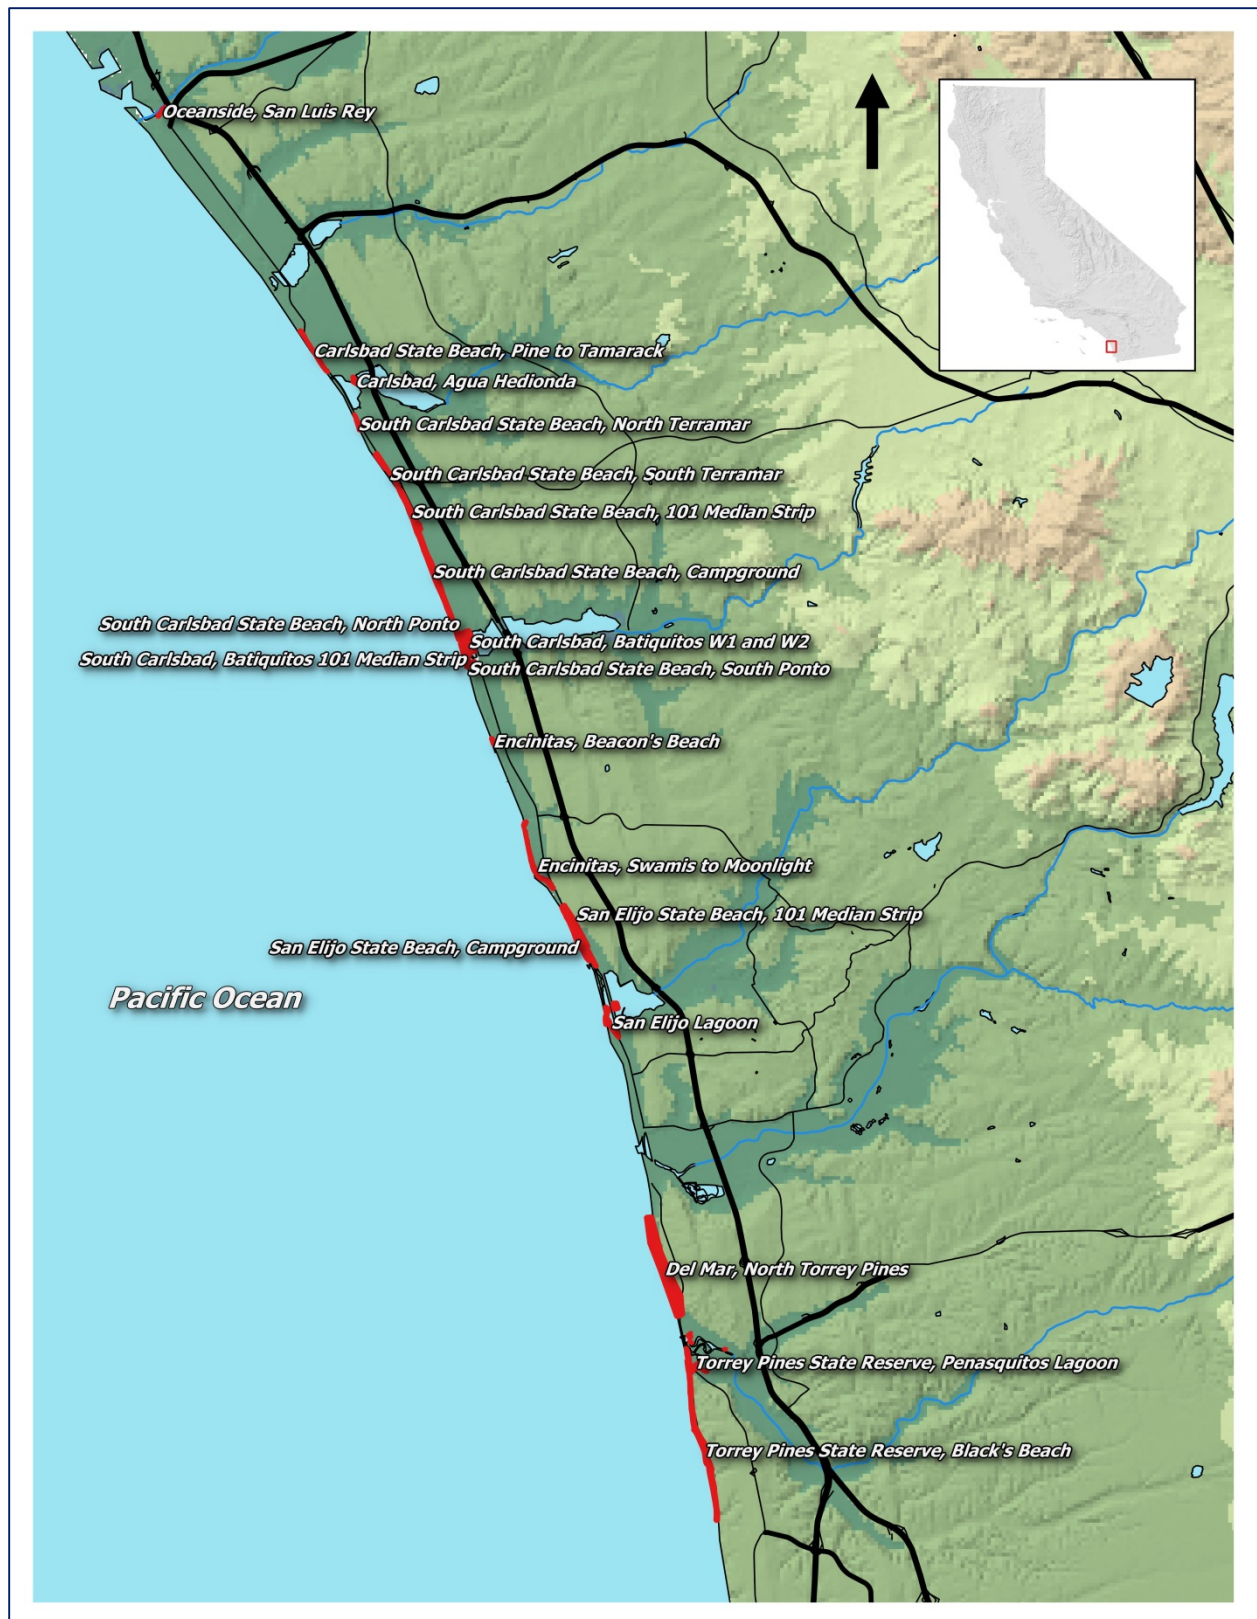 Oceanside, San Luis Rey
Carlsbad State Beach, Pine to Tamarack
Carlsbad, Agua Hedionda
South Carlsbad State Beach, North Terramar
South Carlsbad State Beach, South Terramar
South Carlsbad State Beach, 101 Median Strip
South Carlsbad State Beach, Campground
South Carlsbad State Beach, North Ponto
South Carlsbad, Batiquitos W1 and W2
South Carlsbad, Batiquitos 101 Median Strip
South Carlsbad State Beach, South Ponto
Encinitas, Beacon's Beach
Encinitas, Swamis to Moonlight
San Elijo State Beach, 101 Median Strip
San Elijo State Beach, Campground
Pacific Ocean
San Elijo Lagoon
Del Mar, North Torrey Pines
Torrey Pines State Reserve, Penasquitos Lagoon
Torrey Pines State Reserve, Black's Beach